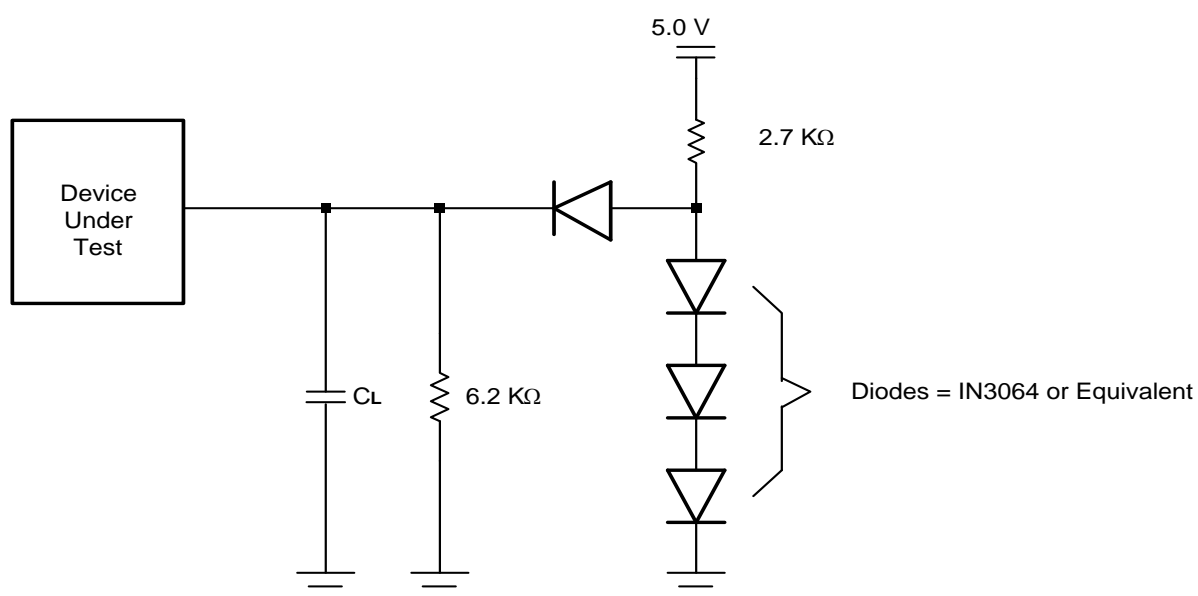 5.0 V
2.7 KΩ
Device
Under
Test
CL
6.2 KΩ
Diodes = IN3064 or Equivalent